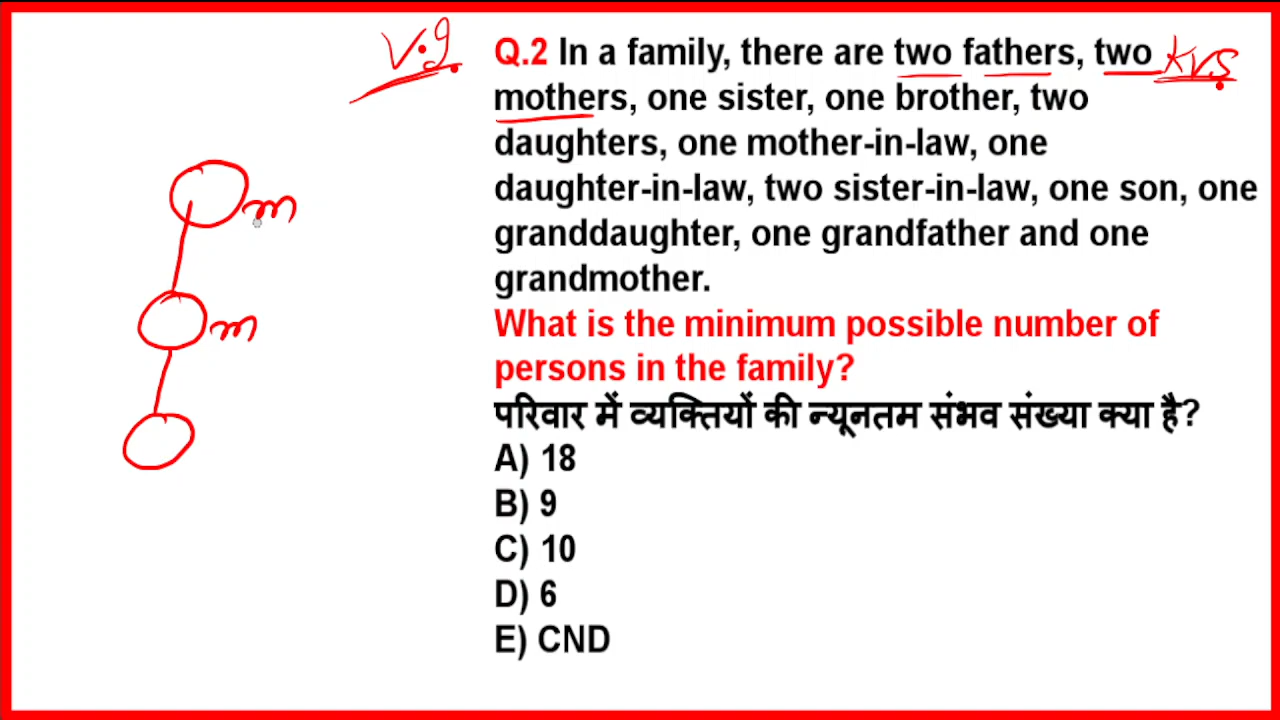 V.g
Q.2 In a family, there are two fathers, two KVS
mothers, one sister, one brother, two
daughters, one mother-in-law, one
daughter-in-law, two sister-in-law, one son, one
granddaughter, one grandfather and one
grandmother.
What is the minimum possible number of
persons in the family?
परिवार में व्यक्तियों की न्यूनतम संभव संख्या क्या है?
A) 18
B) 9
C) 10
D) 6
E) CND
m
m